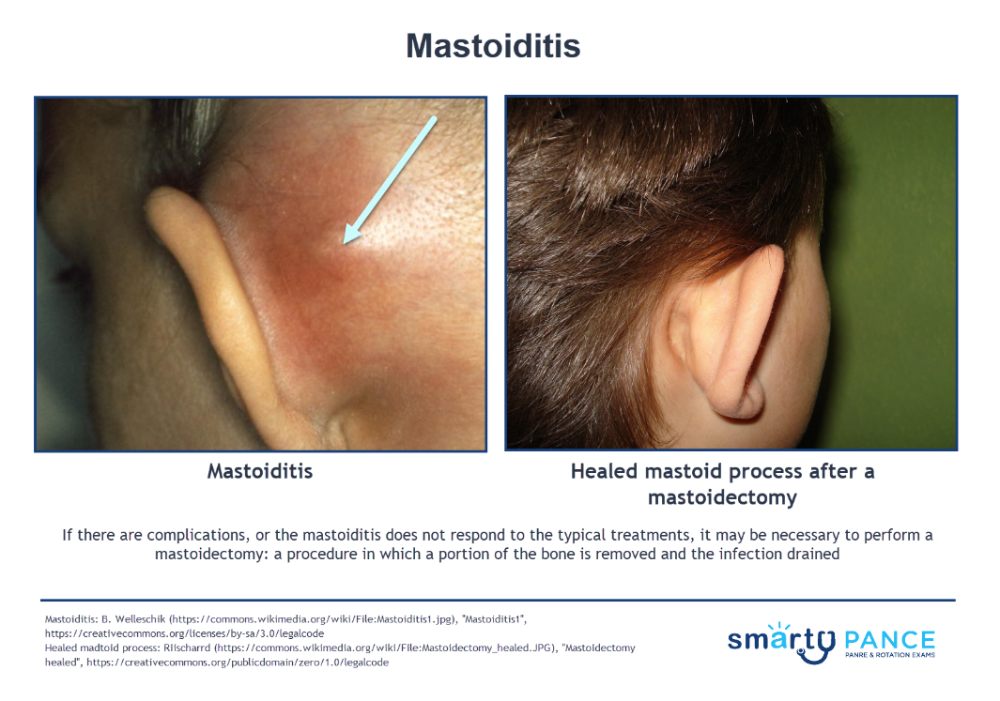 Mastoiditis
Mastoiditis
Healed mastoid process after a
mastoidectomy
If there are complications, or the mastoiditis does not respond to the typical treatments, it may be necessary to perform a
mastoidectomy: a procedure in which a portion of the bone is removed and the infection drained
Mastoiditis: B. Welleschik (https://commons.wikimedia.org/wiki/File:Mastoiditis1.jpg), "Mastoiditis1",
https://creativecommons.org/licenses/by-sa/3.0/legalcode
Healed madtoid process: Rlischarrd (https://commons.wikimedia.org/wiki/File:Mastoidectomy_healed.JPG), "Mastoidectomy
healed", https://creativecommons.org/publicdomain/zero/1.0/legalcode
smarty PANCE
PANRE & ROTATION EXAMS